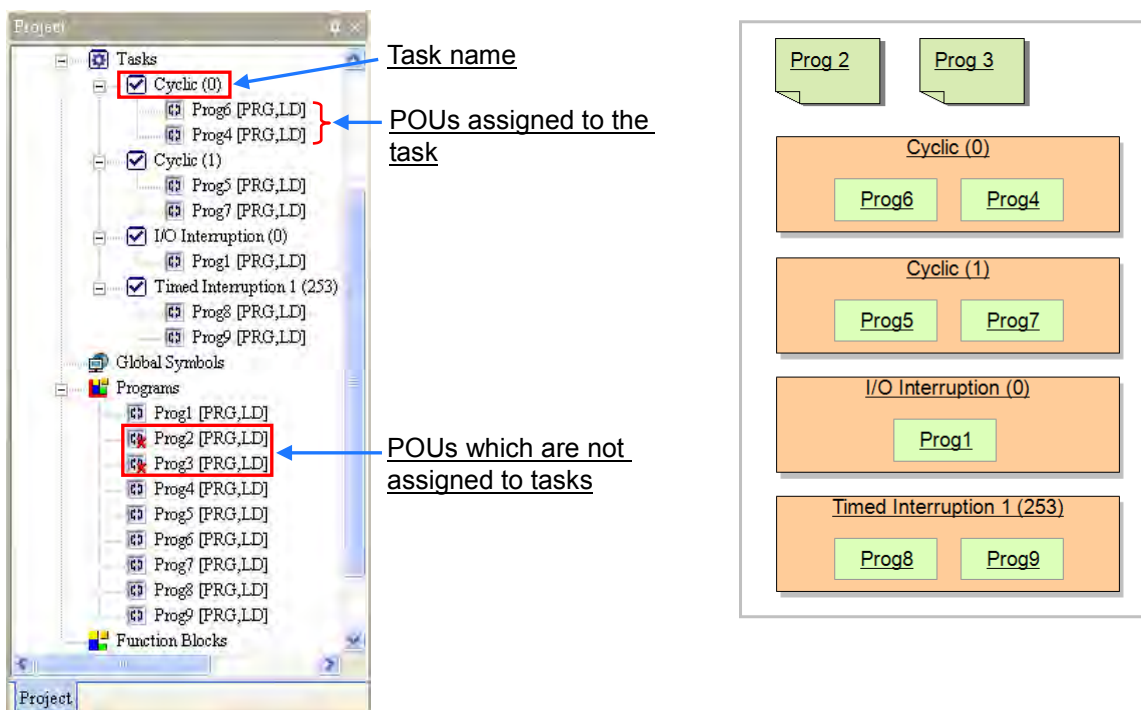 Project
Tasks
Cyclic (0)
Prog6 [PRG,LD]
Prog4 [PRG,LD]
Cyclic (1)
Prog5 [PRG,LD]
Prog7 [PRG,LD]
I/O Interruption (0)
Prog1 [PRG,LD]
Timed Interruption 1 (253)
Prog8 [PRG,LD]
Prog9 [PRG,LD]
Global Symbols
Programs
Prog1 [PRG,LD]
Prog2 [PRG,LD]
Prog3 [PRG,LD]
Prog4 [PRG,LD]
Prog5 [PRG,LD]
Prog6 [PRG,LD]
Prog7 [PRG,LD]
Prog8 [PRG,LD]
Prog9 [PRG,LD]
Function Blocks
Project
Task name
POUs assigned to the
task
POUs which are not
assigned to tasks
Prog 2
Prog 3
Cyclic (0)
Prog6
Prog4
Cyclic (1)
Prog5
Prog7
I/O Interruption (0)
Prog1
Timed Interruption 1 (253)
Prog8
Prog9